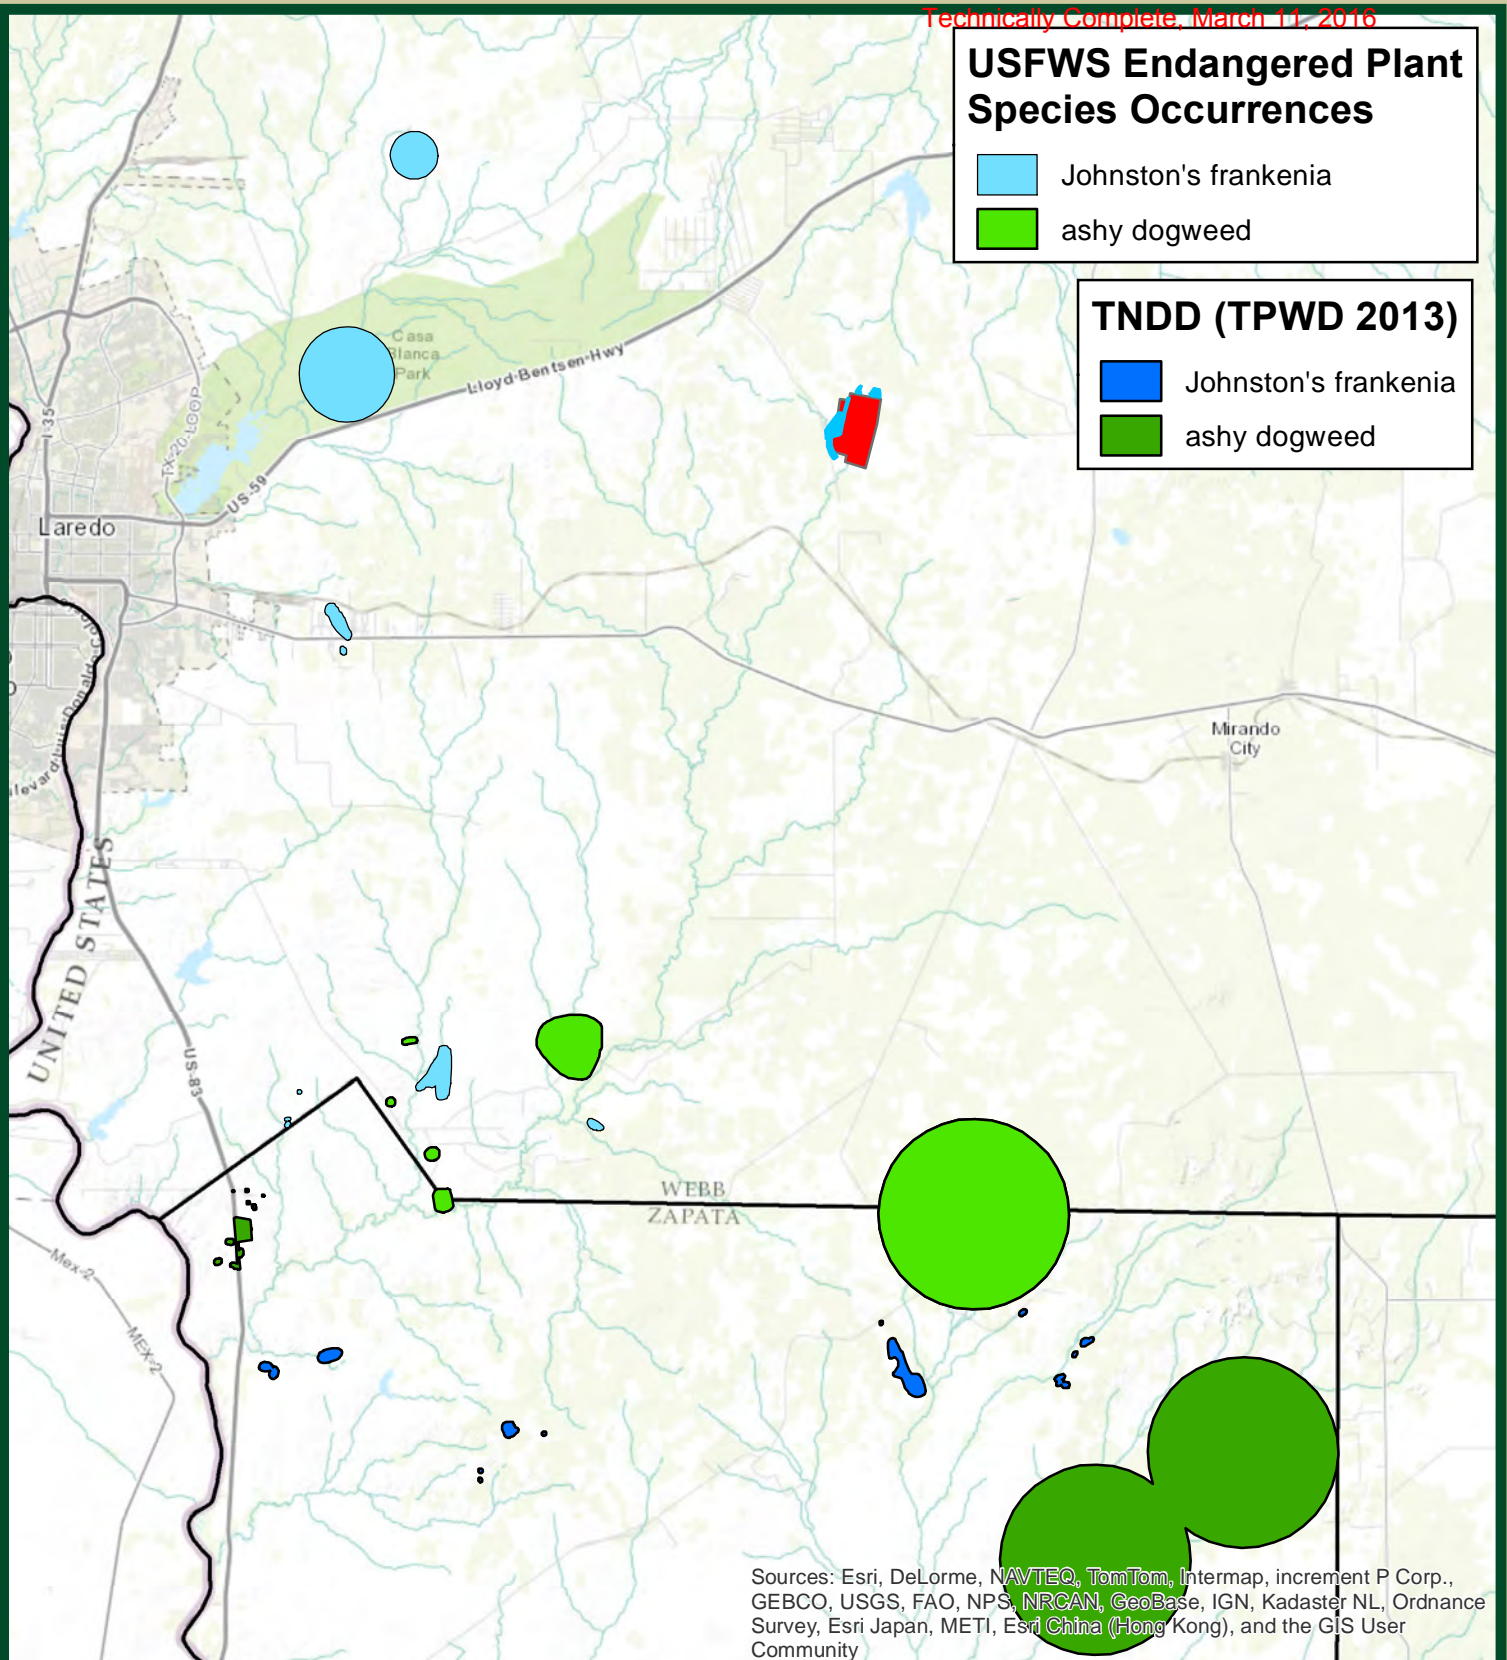 Technically Complete, March 11, 2016
USFWS Endangered Plant
Species Occurrences
Johnston's frankenia
ashy dogweed
TNDD (TPWD 2013)
Johnston's frankenia
ashy dogweed
Casa
Blanca
Park
Lloyd Bentsen Hwy
I-35
TX-20-LOOP
US-59
Laredo
Mirando
City
UNITED STATES
US-83
WEBB
ZAPATA
Mex-2
MEX-2
Sources: Esri, DeLorme, NAVTEQ, TomTom, Intermap, increment P Corp.,
GEBCO, USGS, FAO, NPS, NRCAN, GeoBase, IGN, Kadaster NL, Ordnance
Survey, Esri Japan, METI, Esri China (Hong Kong), and the GIS User
Community